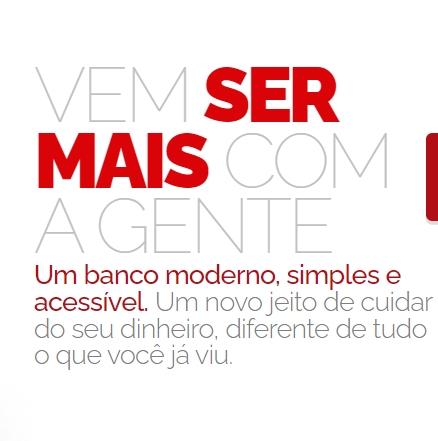 VEM SER
MAIS COM
A GENTE
Um banco moderno, simples e
acessível. Um novo jeito de cuidar
do seu dinheiro, diferente de tudo
o que você já viu.